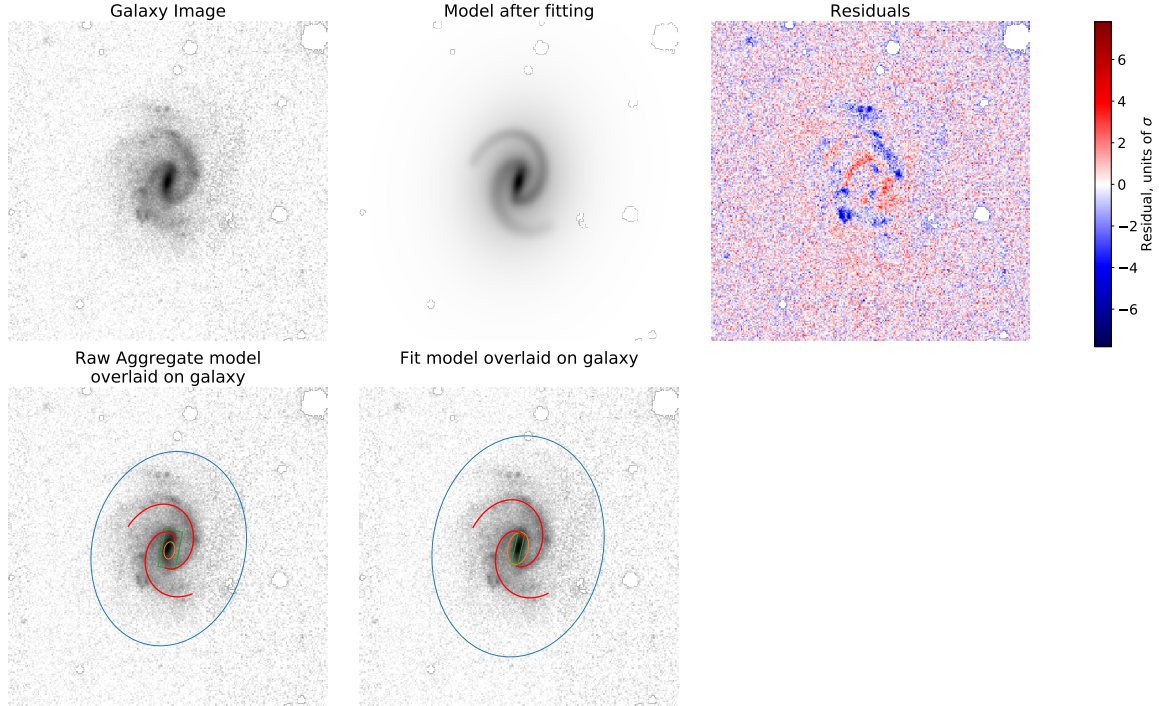 Galaxy Image
Model after fitting
Residuals
6
4
2
0
−2
−4
−6
Residual, units of σ
Raw Aggregate model
overlaid on galaxy
Fit model overlaid on galaxy